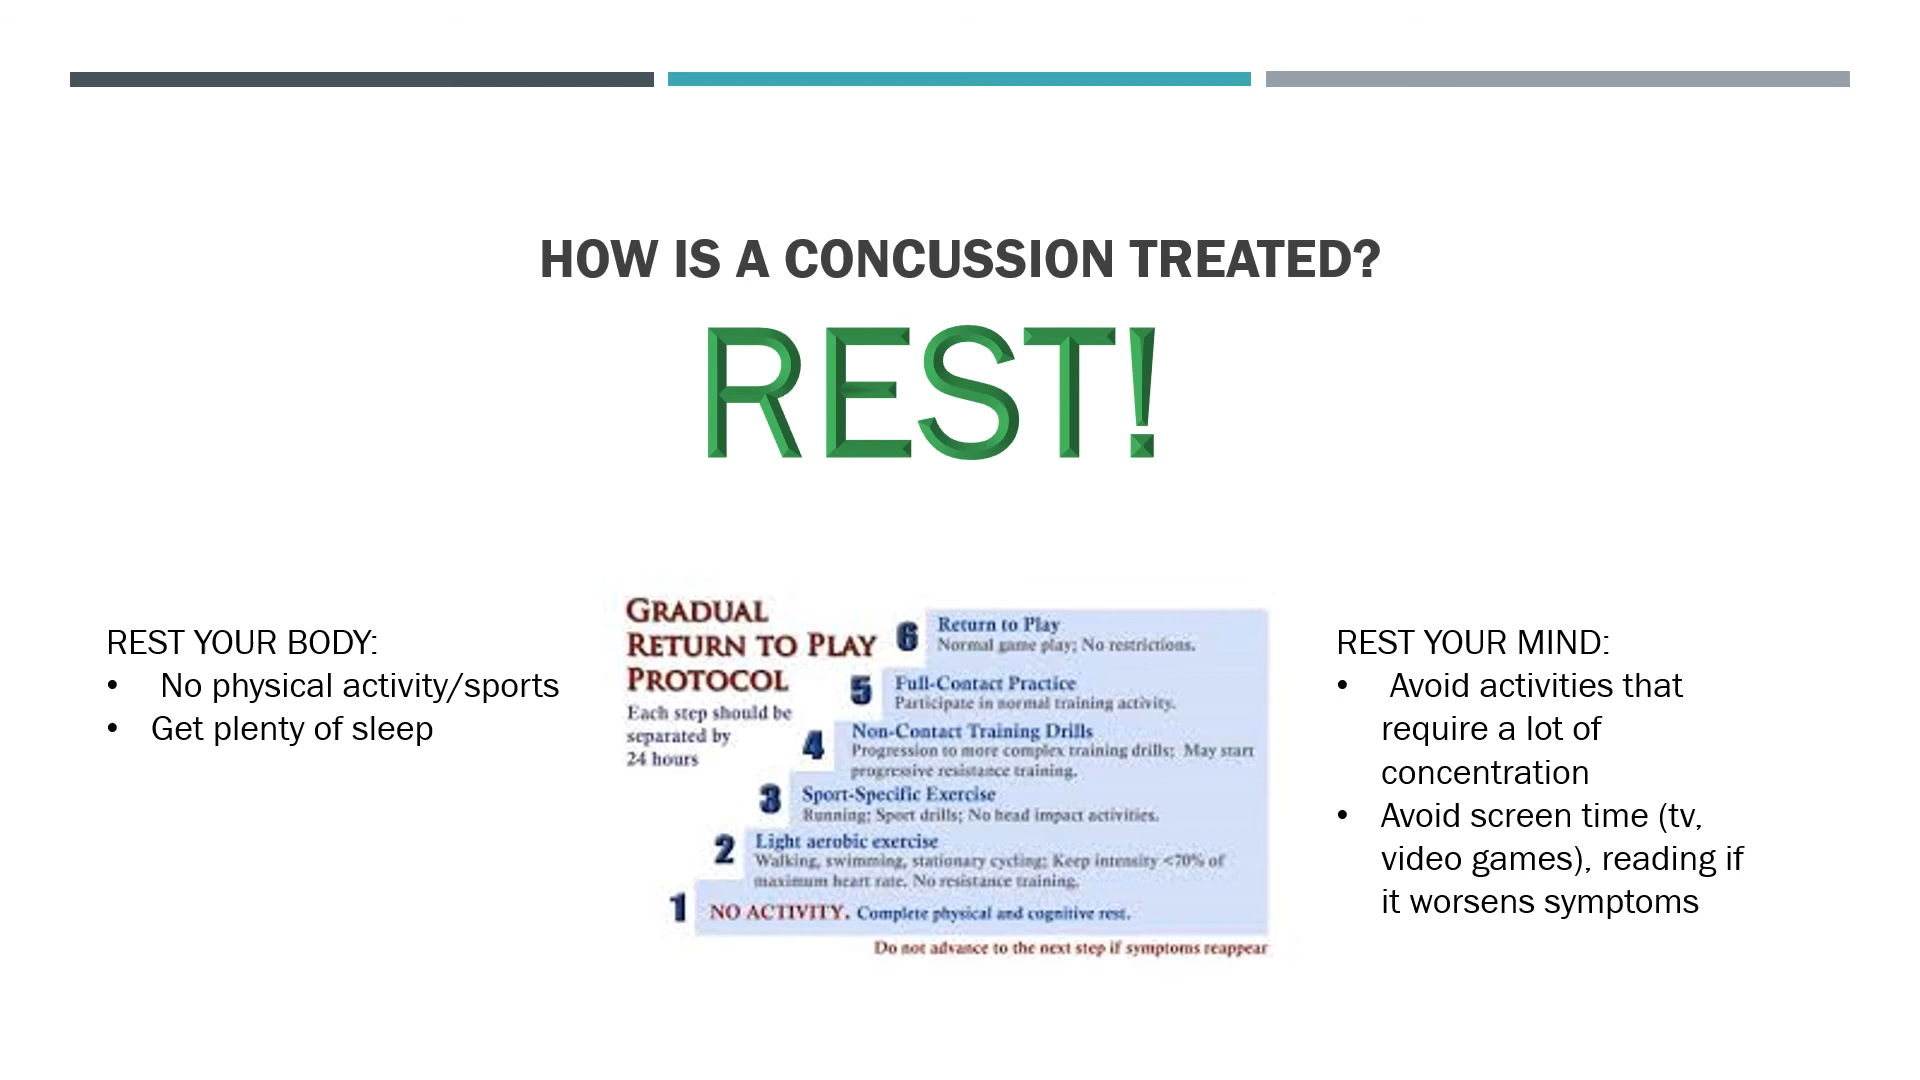 HOW IS A CONCUSSION TREATED?
REST!
REST YOUR BODY:
• No physical activity/sports
• Get plenty of sleep
GRADUAL
RETURN TO PLAY
PROTOCOL
Each step should be
separated by
24 hours
6 Return to Play
Normal game play; No restrictions.
5 Full-Contact Practice
Participate in normal training activity.
4 Non-Contact Training Drills
Progression to more complex training drills; May start
progressive resistance training.
3 Sport-Specific Exercise
Running; Sport drills; No head impact activities.
2 Light aerobic exercise
Walking, swimming, stationary cycling; Keep intensity <70% of
maximum heart rate. No resistance training.
1 NO ACTIVITY. Complete physical and cognitive rest.
Do not advance to the next step if symptoms reappear
REST YOUR MIND:
• Avoid activities that
require a lot of
concentration
• Avoid screen time (tv,
video games), reading if
it worsens symptoms